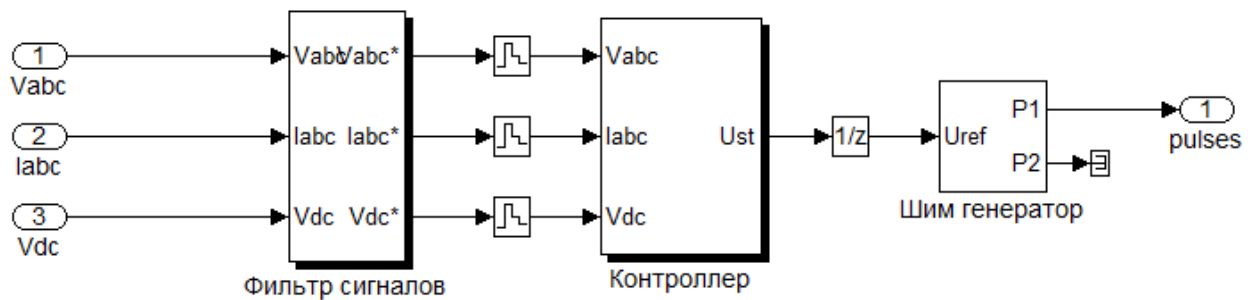 1
Vabc
2
Iabc
3
Vdc
Vabc
Vabc*
Iabc
Iabc*
Vdc
Vdc*
Фильтр сигналов
Vabc
Iabc
Vdc
Ust
Контроллер
1/z
Uref
P1
P2
Шим генератор
1
pulses